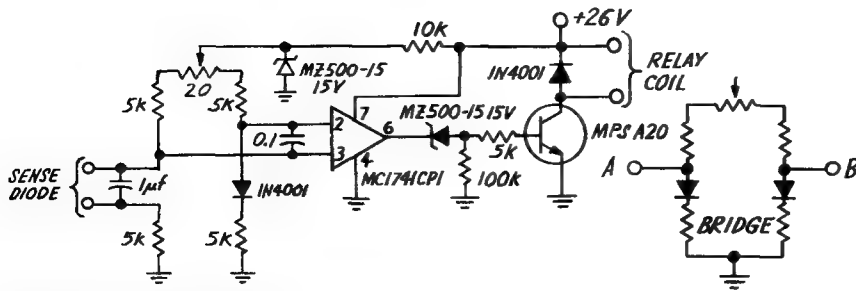 +26V
10K
RELAY
COIL
1N4001
MZ500-15
15V
20
5K
5K
7
MZ500-15 15V
2
6
0.1
3
4
5K
MPS A20
SENSE
DIODE
1µf
1N4001
MC1741CP1
100K
A
B
5K
5K
BRIDGE